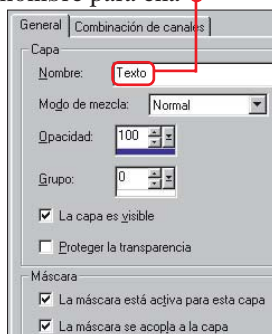 nombre para ella
General Combinación de canales
Capa
Nombre: Texto
Modo de mezcla: Normal
Opacidad: 100
Grupo: 0
La capa es visible
Proteger la transparencia
Máscara
La máscara está activa para esta capa
La máscara se acopla a la capa